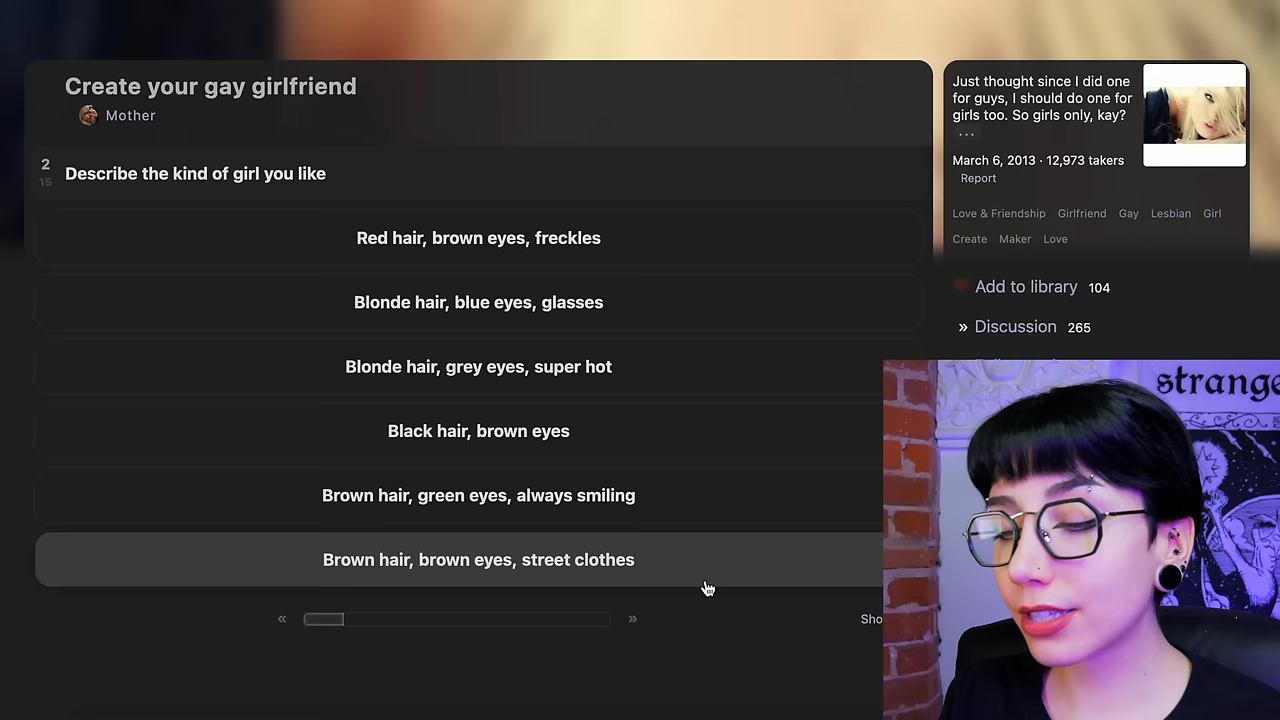 Create your gay girlfriend
Mother
2
15
Describe the kind of girl you like
Red hair, brown eyes, freckles
Blonde hair, blue eyes, glasses
Blonde hair, grey eyes, super hot
Black hair, brown eyes
Brown hair, green eyes, always smiling
Brown hair, brown eyes, street clothes
«
»
Sho
Just thought since I did one
for guys, I should do one for
girls too. So girls only, kay?
...
March 6, 2013 · 12,973 takers
Report
Love & Friendship Girlfriend Gay Lesbian Girl
Create Maker Love
Add to library 104
» Discussion 265
strange